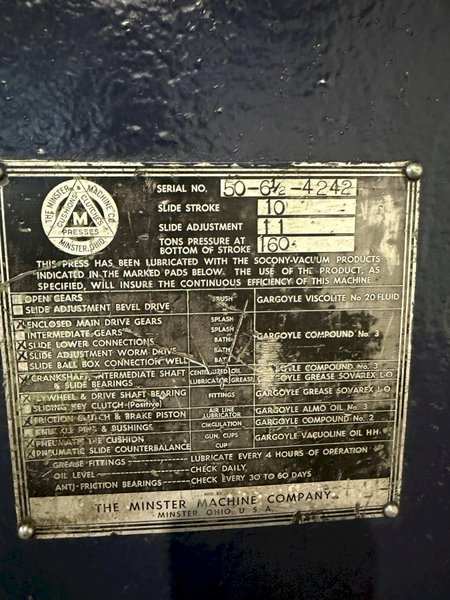 THE MINSTER MACHINE CO.
CUSHIONS CLUTCHES
M
PRESSES
MINSTER, OHIO
SERIAL NO. 50-6½-4242
SLIDE STROKE 10
SLIDE ADJUSTMENT 11
TONS PRESSURE AT
BOTTOM OF STROKE 160
THIS PRESS HAS BEEN LUBRICATED WITH THE SOCONY-VACUUM PRODUCTS
INDICATED IN THE MARKED PADS BELOW. THE USE OF THE PRODUCT, AS
SPECIFIED, WILL INSURE THE CONTINUOUS EFFICIENCY OF THIS MACHINE
OPEN GEARS BRUSH GARGOYLE VISCOLITE No. 20 FLUID
SLIDE ADJUSTMENT BEVEL DRIVE
ENCLOSED MAIN DRIVE GEARS SPLASH
INTERMEDIATE GEARS SPLASH GARGOYLE COMPOUND No. 3
SLIDE LOWER CONNECTIONS BATH
SLIDE ADJUSTMENT WORM DRIVE BATH
SLIDE BALL BOX CONNECTION WELL BATH
CRANKSHAFT INTERMEDIATE SHAFT CENTRALIZED OIL GARGOYLE COMPOUND No. 3
& SLIDE BEARINGS LUBRICATOR GREASE GARGOYLE GREASE SOVAREX L-O
FLYWHEEL & DRIVE SHAFT BEARING FITTINGS GARGOYLE GREASE SOVAREX L-O
SLIDING KEY CLUTCH (Positive)
FRICTION CLUTCH & BRAKE PISTON AIR LINE LUBRICATOR GARGOYLE ALMO OIL No. 1
KNUCKLE PINS & BUSHINGS CIRCULATION GARGOYLE COMPOUND No. 2
PNEUMATIC DIE CUSHION GUN, CUPS GARGOYLE VACUOLINE OIL HH
PNEUMATIC SLIDE COUNTERBALANCE CUP
GREASE FITTINGS LUBRICATE EVERY 4 HOURS OF OPERATION
OIL LEVEL CHECK DAILY
ANTI-FRICTION BEARINGS CHECK EVERY 30 TO 60 DAYS
MFD. BY
THE MINSTER MACHINE COMPANY
MINSTER, OHIO, U.S.A.